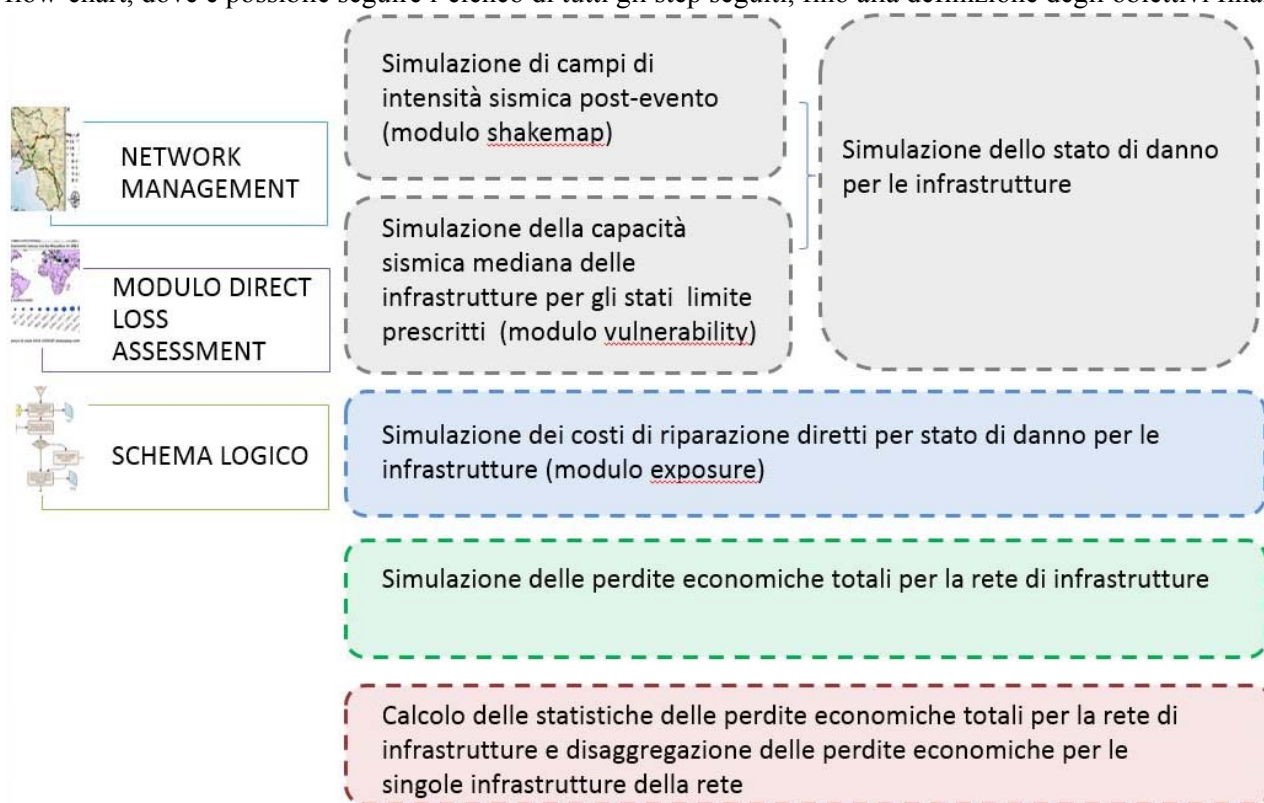 flow-chart, dove è possibile seguire l'elenco di tutti gli step seguiti, fino alla definizione degli obiettivi
NETWORK
MANAGEMENT
MODULO DIRECT
LOSS
ASSESSMENT
SCHEMA LOGICO
Simulazione di campi di
intensità sismica post-evento
(modulo shakemap)
Simulazione della capacità
sismica mediana delle
infrastrutture per gli stati limite
prescritti (modulo vulnerability)
Simulazione dello stato di danno
per le infrastrutture
Simulazione dei costi di riparazione diretti per stato di danno per le
infrastrutture (modulo exposure)
Simulazione delle perdite economiche totali per la rete di infrastrutture
Calcolo delle statistiche delle perdite economiche totali per la rete di
infrastrutture e disaggregazione delle perdite economiche per le
singole infrastrutture della rete